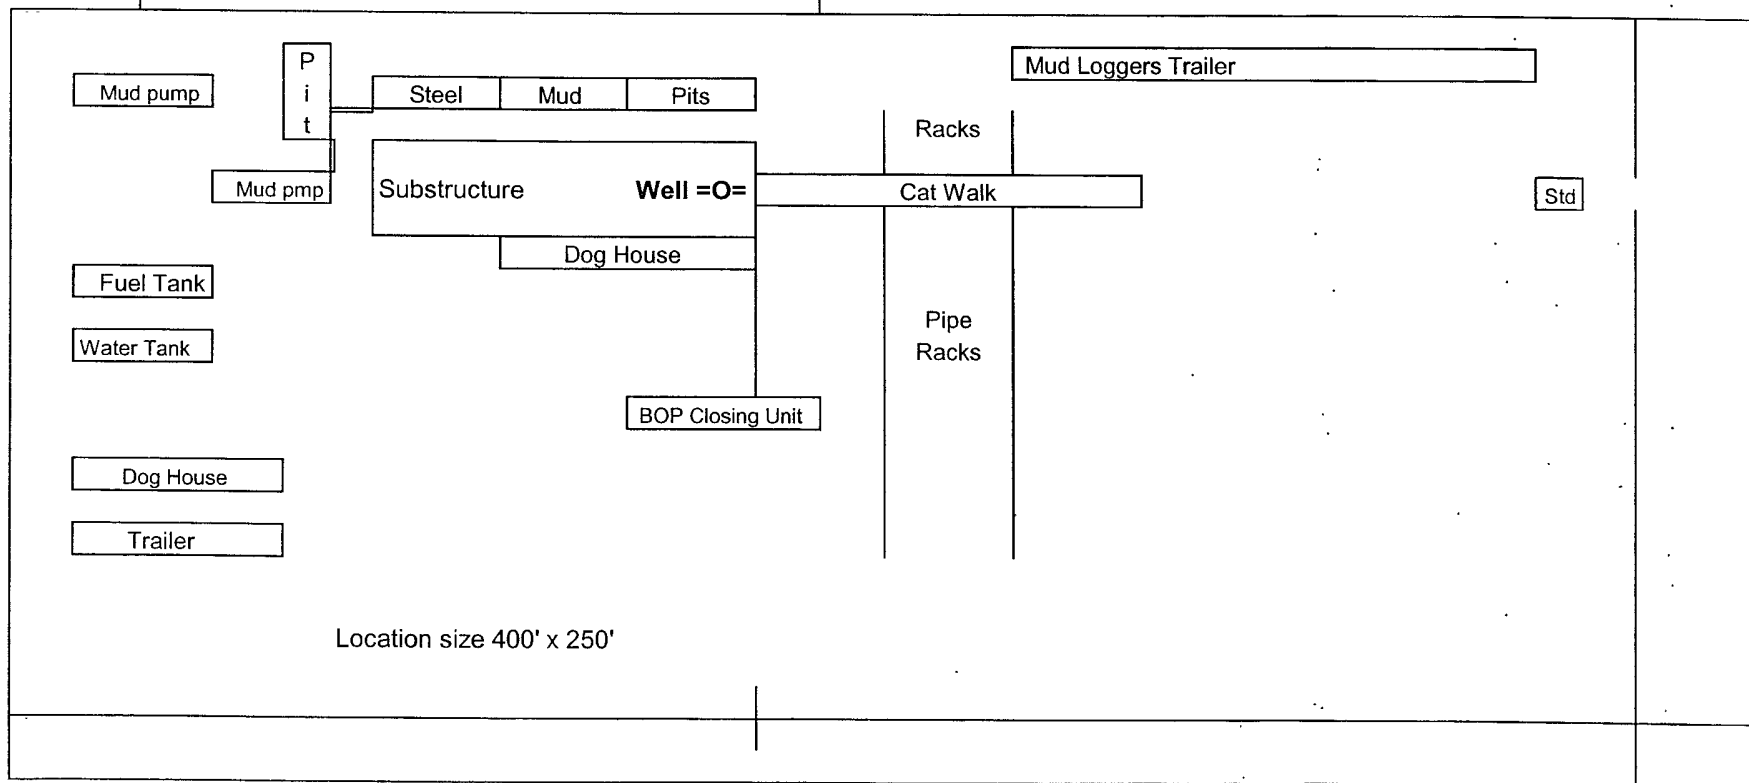 Mud Loggers Trailer
P
i
t
Mud pump
Steel Mud Pits
Racks
Mud pmp
Substructure Well =O=
Cat Walk
Std
Dog House
Fuel Tank
Pipe
Racks
Water Tank
BOP Closing Unit
Dog House
Trailer
Location size 400' x 250'